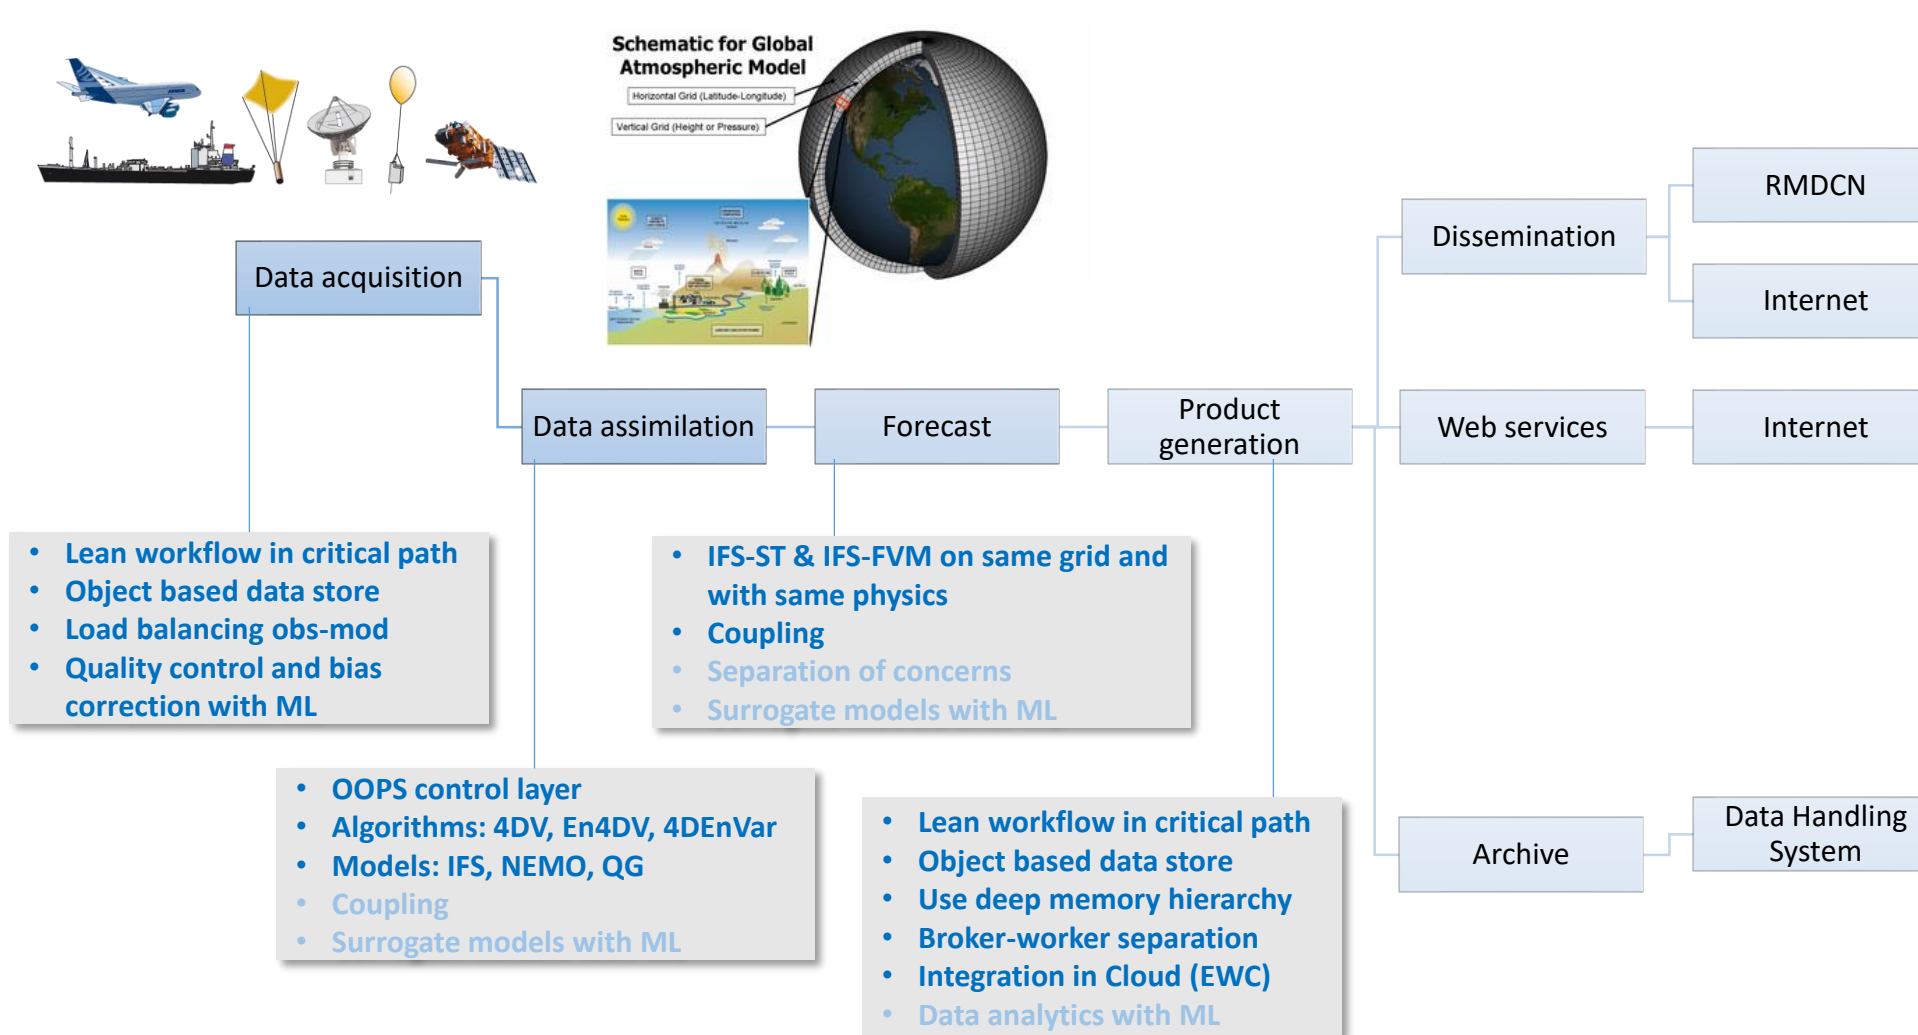 Schematic for Global
Atmospheric Model
Horizontal Grid (Latitude-Longitude)
Vertical Grid (Height or Pressure)
Data acquisition
Data assimilation
Forecast
Product
generation
Dissemination
RMDCN
Internet
Web services
Internet
Archive
Data Handling
System
• Lean workflow in critical path
• Object based data store
• Load balancing obs-mod
• Quality control and bias
correction with ML
• OOPS control layer
• Algorithms: 4DV, En4DV, 4DEnVar
• Models: IFS, NEMO, QG
• Coupling
• Surrogate models with ML
• IFS-ST & IFS-FVM on same grid and
with same physics
• Coupling
• Separation of concerns
• Surrogate models with ML
• Lean workflow in critical path
• Object based data store
• Use deep memory hierarchy
• Broker-worker separation
• Integration in Cloud (EWC)
• Data analytics with ML